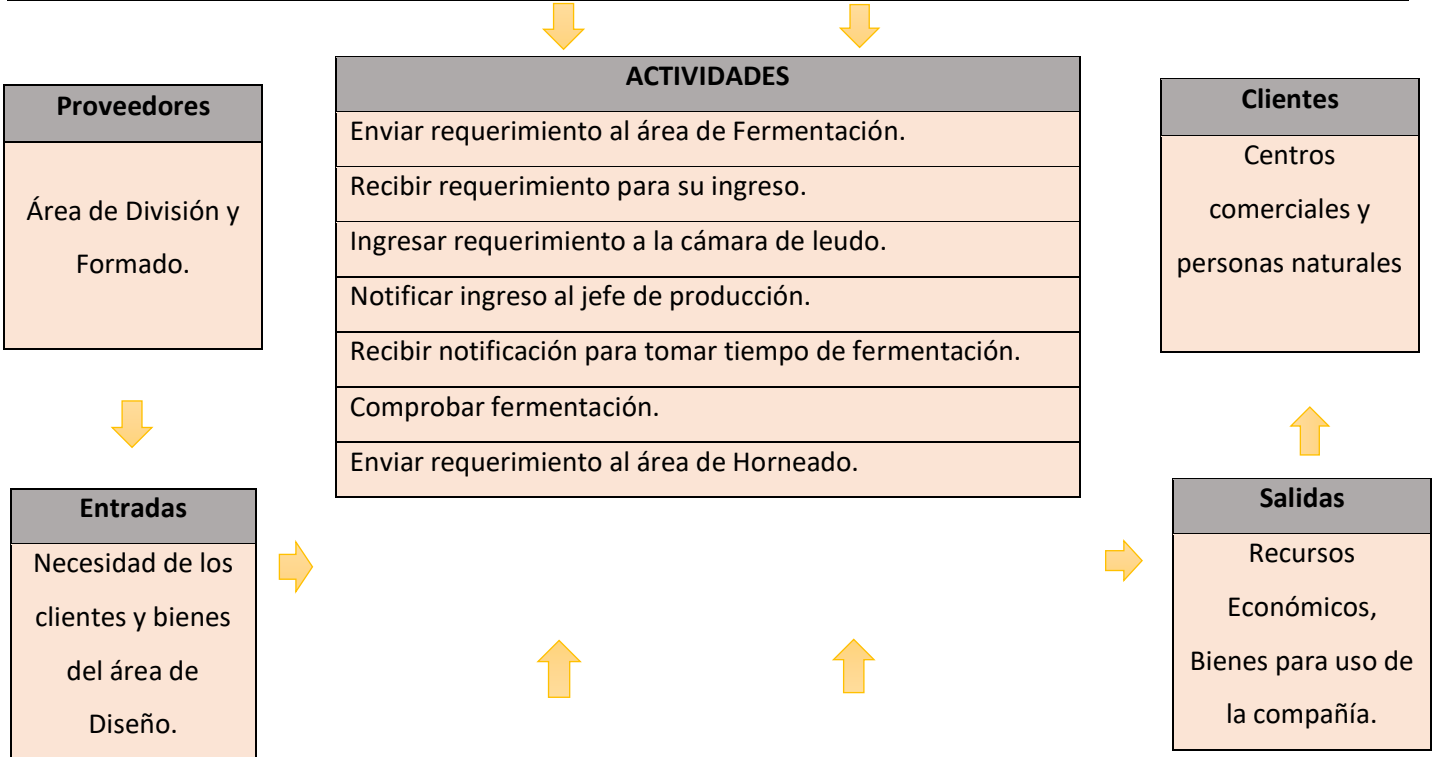 Proveedores
Área de División y
Formado.
Entradas
Necesidad de los
clientes y bienes
del área de
Diseño.
ACTIVIDADES
Enviar requerimiento al área de Fermentación.
Recibir requerimiento para su ingreso.
Ingresar requerimiento a la cámara de leudo.
Notificar ingreso al jefe de producción.
Recibir notificación para tomar tiempo de fermentación.
Comprobar fermentación.
Enviar requerimiento al área de Horneado.
Clientes
Centros
comerciales y
personas naturales
Salidas
Recursos
Económicos,
Bienes para uso de
la compañía.